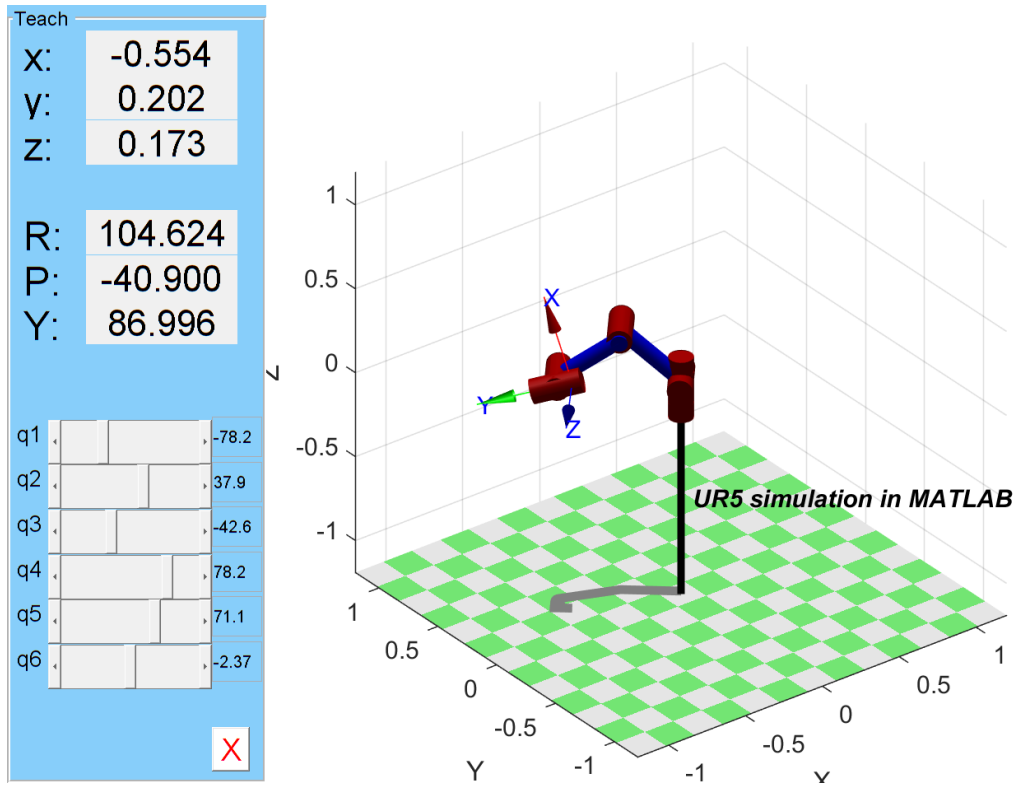 Teach
x: -0.554
y: 0.202
z: 0.173
R: 104.624
P: -40.900
Y: 86.996
q1 -78.2
q2 37.9
q3 -42.6
q4 78.2
q5 71.1
q6 -2.37
X
1
0.5
0
-0.5
-1
Z
X
Y
Z
UR5 simulation in MATLAB
1
0.5
0
-0.5
-1
Y
1
0.5
0
-0.5
-1
X